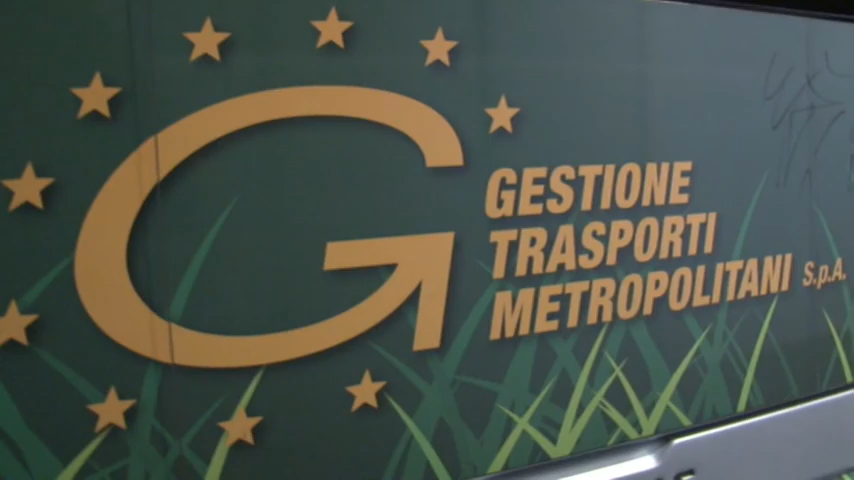 G
GESTIONE
TRASPORTI
METROPOLITANI S.p.A.